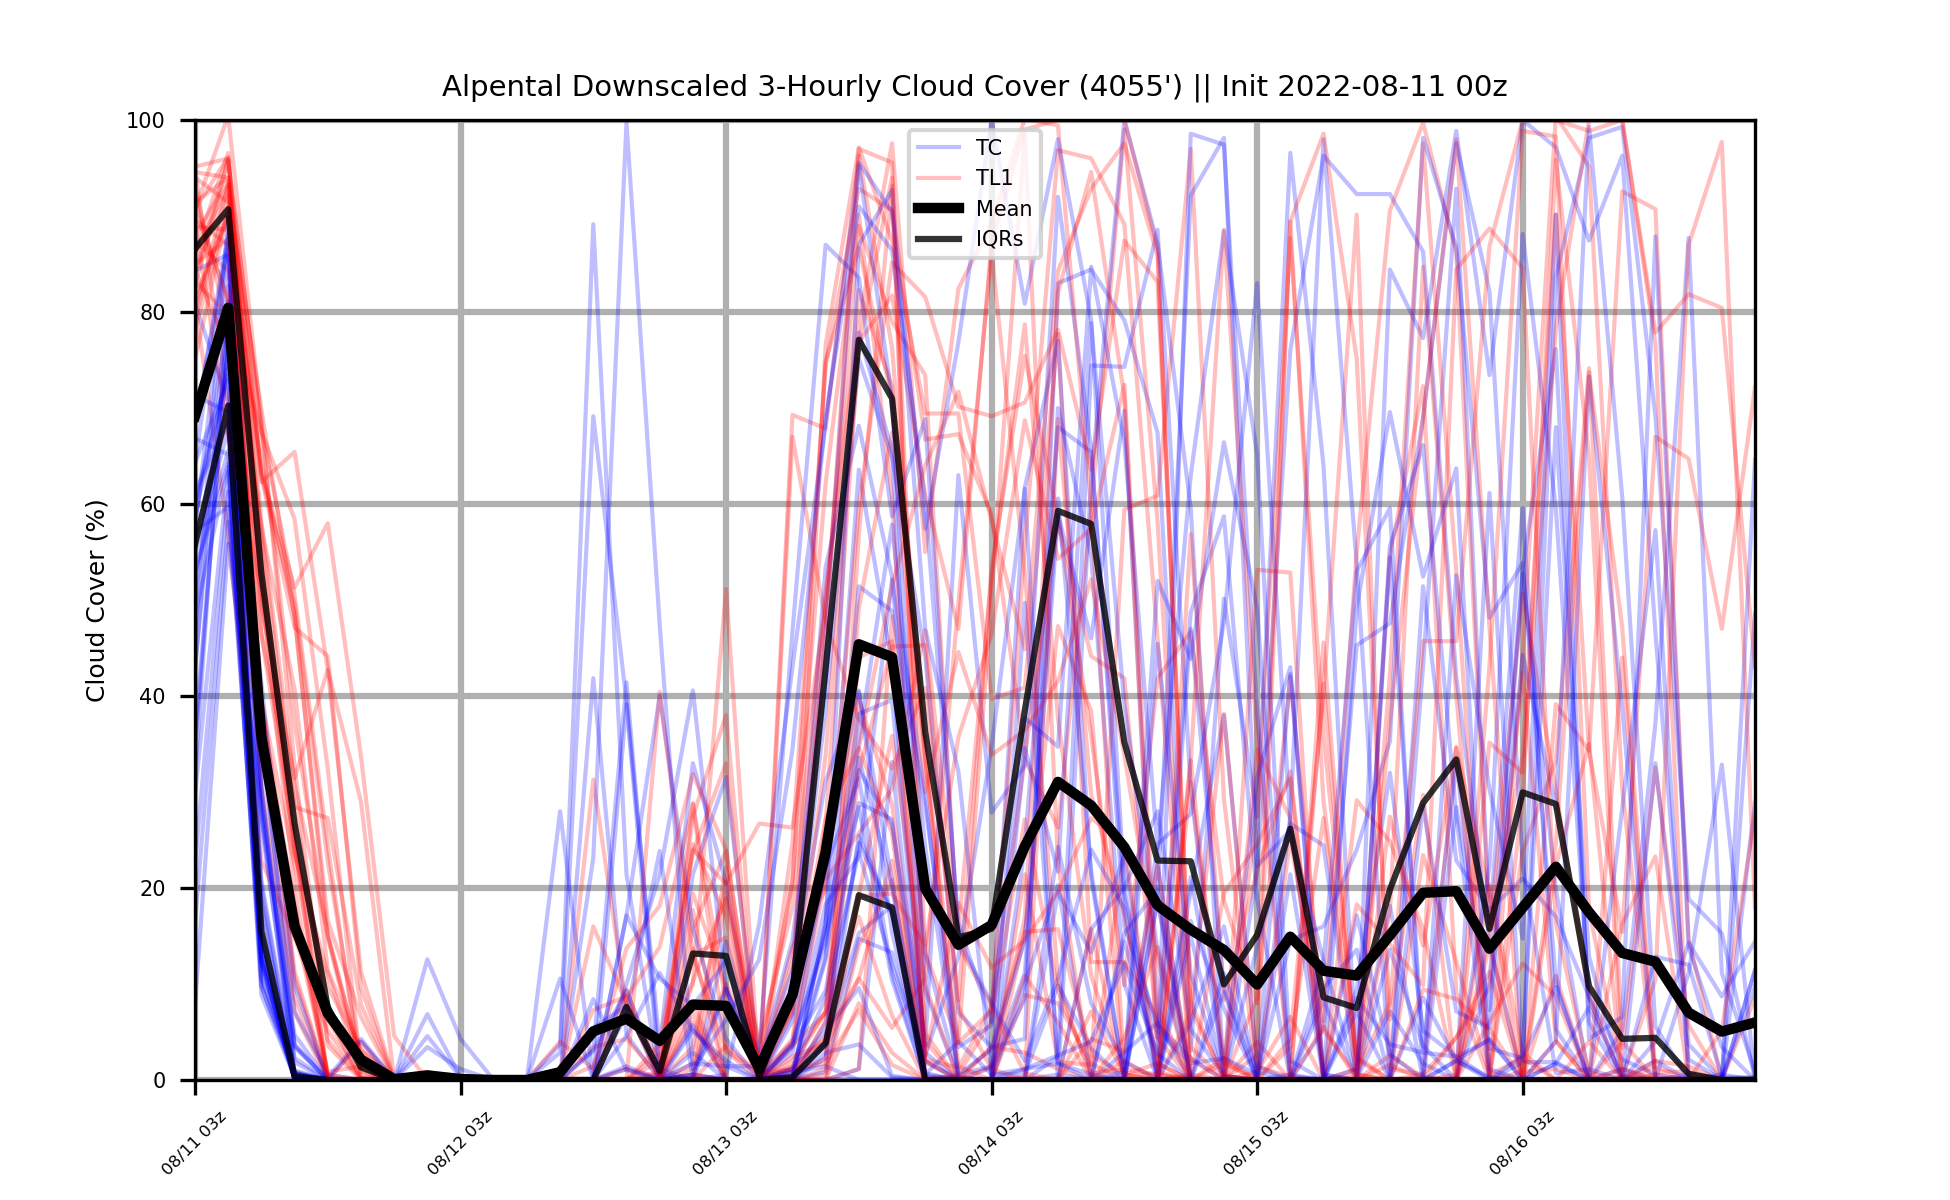 Alpental Downscaled 3-Hourly Cloud Cover (4055') || Init 2022-08-11 00z
100
80
60
40
20
0
Cloud Cover (%)
TC
TL1
Mean
IQRs
08/11 03z
08/12 03z
08/13 03z
08/14 03z
08/15 03z
08/16 03z